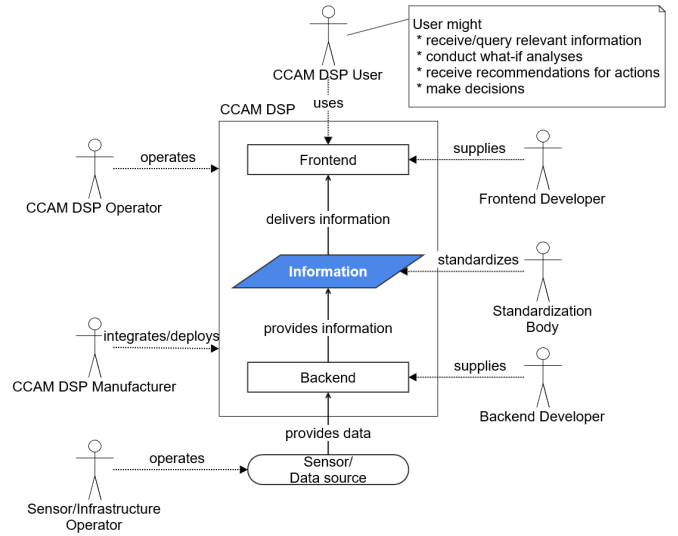 User might
* receive/query relevant information
* conduct what-if analyses
* receive recommendations for actions
* make decisions
CCAM DSP User
uses
CCAM DSP
operates
Frontend
supplies
CCAM DSP Operator
Frontend Developer
delivers information
standardizes
Information
Standardization
Body
provides information
integrates/deploys
CCAM DSP Manufacturer
Backend
supplies
Backend Developer
provides data
operates
Sensor/
Data source
Sensor/Infrastructure
Operator